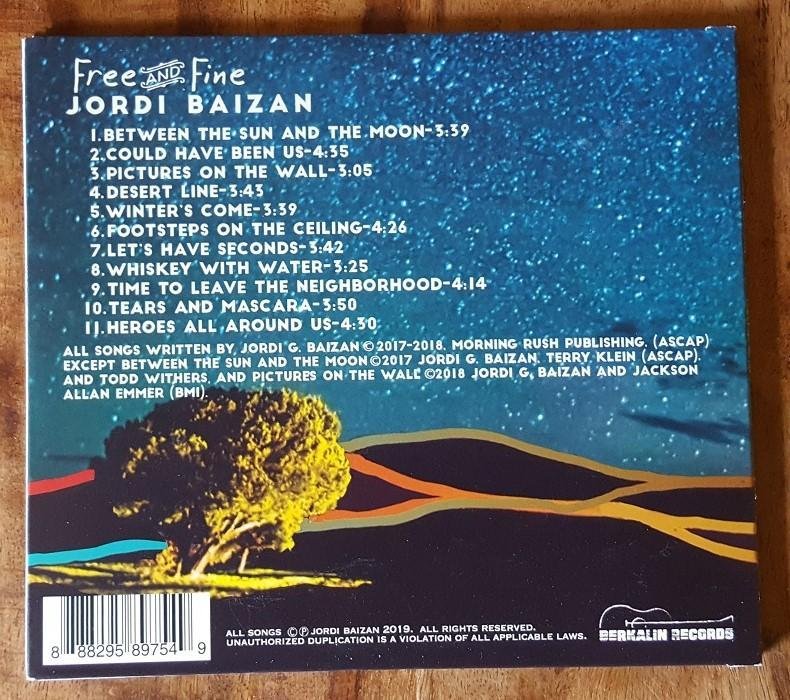 Free AND Fine
JORDI BAIZAN
1. BETWEEN THE SUN AND THE MOON-3:39
2. COULD HAVE BEEN US-4:35
3. PICTURES ON THE WALL-3:05
4. DESERT LINE-3:43
5. WINTER'S COME-3:39
6. FOOTSTEPS ON THE CEILING-4:26
7. LET'S HAVE SECONDS-3:42
8. WHISKEY WITH WATER-3:25
9. TIME TO LEAVE THE NEIGHBORHOOD-4:14
10. TEARS AND MASCARA-3:50
11. HEROES ALL AROUND US-4:30
ALL SONGS WRITTEN BY JORDI G. BAIZAN ©2017-2018. MORNING RUSH PUBLISHING, (ASCAP)
EXCEPT BETWEEN THE SUN AND THE MOON ©2017 JORDI G. BAIZAN, TERRY KLEIN (ASCAP),
AND TODD WITHERS, AND PICTURES ON THE WALL ©2018 JORDI G. BAIZAN AND JACKSON
ALLAN EMMER (BMI).
ALL SONGS ©℗ JORDI BAIZAN 2019. ALL RIGHTS RESERVED.
UNAUTHORIZED DUPLICATION IS A VIOLATION OF ALL APPLICABLE LAWS.
BERKALIN RECORDS
8 88295 89754 9